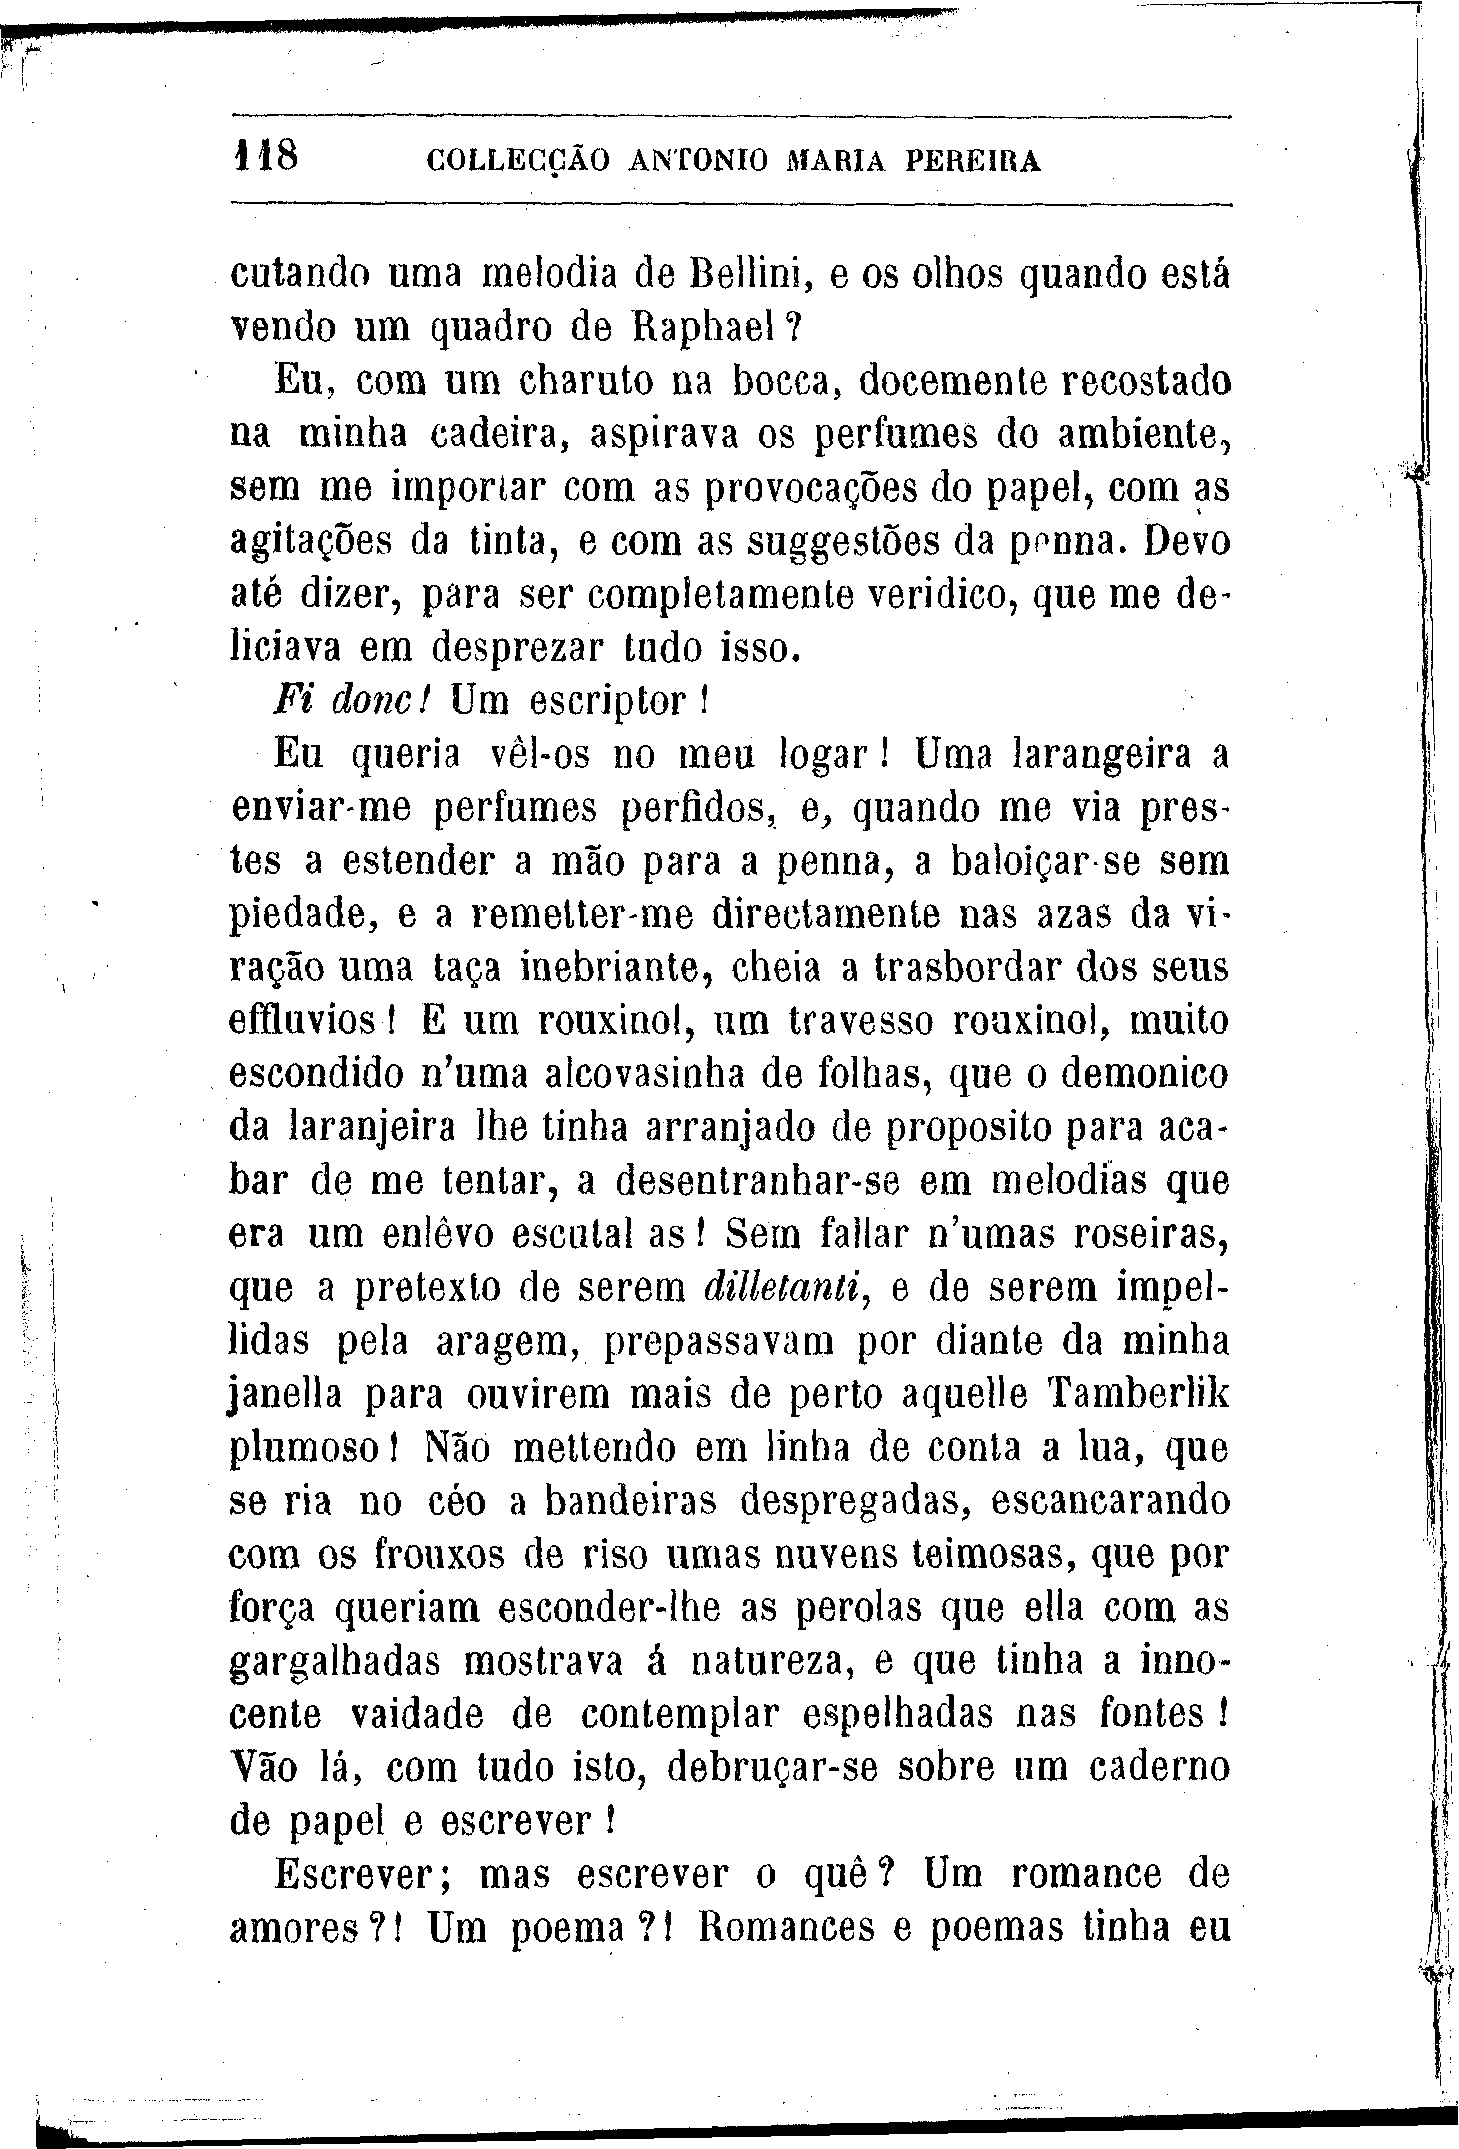 118 COLLECÇÃO ANTONIO MARIA PEREIRA
cutando uma melodia de Bellini, e os olhos quando está
vendo um quadro de Raphael?
Eu, com um charuto na bocca, docemente recostado
na minha cadeira, aspirava os perfumes do ambiente,
sem me importar com as provocações do papel, com as
agitações da tinta, e com as suggestões da penna. Devo
até dizer, para ser completamente veridico, que me de-
liciava em desprezar tudo isso.
Fi donc! Um escriptor!
Eu queria vêl-os no meu logar! Uma larangeira a
enviar-me perfumes perfidos, e, quando me via pres-
tes a estender a mão para a penna, a baloiçar-se sem
piedade, e a remetter-me directamente nas azas da vi-
ração uma taça inebriante, cheia a trasbordar dos seus
effluvios! E um rouxinol, um travesso rouxinol, muito
escondido n'uma alcovasinha de folhas, que o demonico
da laranjeira lhe tinha arranjado de proposito para aca-
bar de me tentar, a desentranhar-se em melodias que
era um enlêvo escutal as! Sem fallar n'umas roseiras,
que a pretexto de serem dilletanti, e de serem impel-
lidas pela aragem, prepassavam por diante da minha
janella para ouvirem mais de perto aquelle Tamberlik
plumoso! Não mettendo em linha de conta a lua, que
se ria no céo a bandeiras despregadas, escancarando
com os frouxos de riso umas nuvens teimosas, que por
força queriam esconder-lhe as perolas que ella com as
gargalhadas mostrava á natureza, e que tinha a inno-
cente vaidade de contemplar espelhadas nas fontes!
Vão lá, com tudo isto, debruçar-se sobre um caderno
de papel e escrever!
Escrever; mas escrever o quê? Um romance de
amores?! Um poema?! Romances e poemas tinha eu